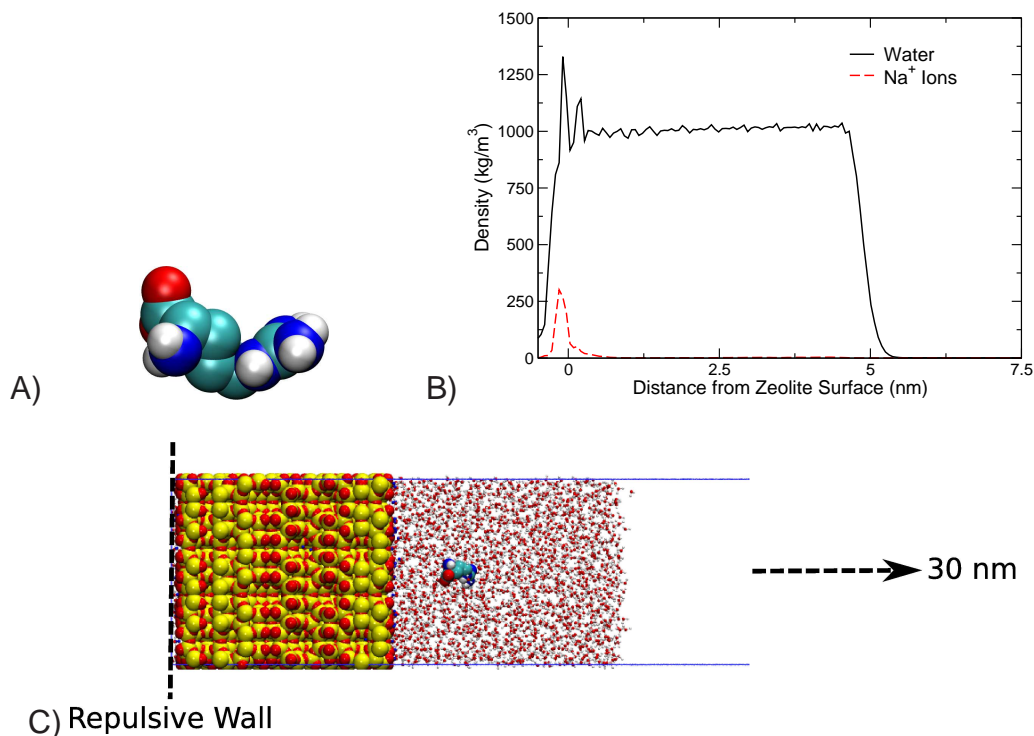 A)
B)
1500
1250
1000
750
500
250
0
Density (kg/m³)
Water
Na⁺ Ions
0
2.5
5
7.5
Distance from Zeolite Surface (nm)
30 nm
C) Repulsive Wall